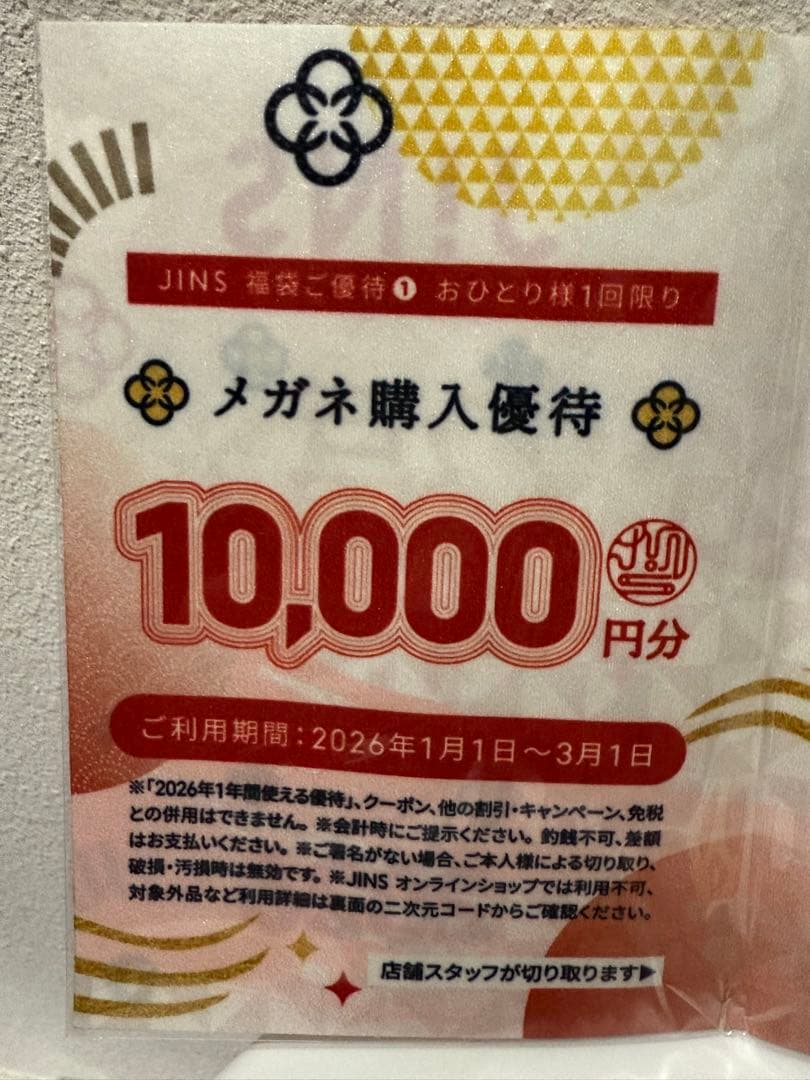 JINS 福袋ご優待❶ おひとり様1回限り
メガネ購入優待
10,000
円分
ご利用期間：2026年1月1日～3月1日
※「2026年1年間使える優待」、クーポン、他の割引・キャンペーン、免税
との併用はできません。※会計時にご提示ください。釣銭不可、差額
はお支払いください。※ご署名がない場合、ご本人様による切り取り、
破損・汚損時は無効です。※JINS オンラインショップでは利用不可、
対象外品など利用詳細は裏面の二次元コードからご確認ください。
店舗スタッフが切り取ります▶